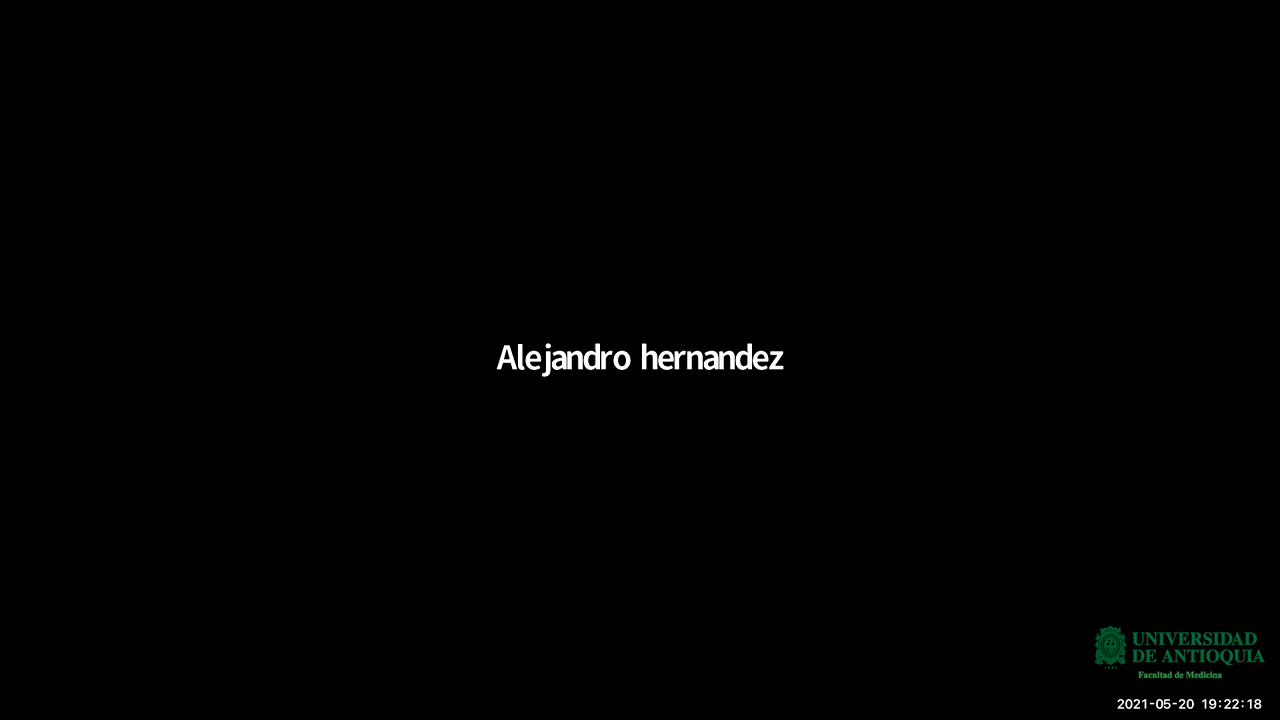 Alejandro hernandez
UNIVERSIDAD
DE ANTIOQUIA
Facultad de Medicina
2021-05-20 19:22:18